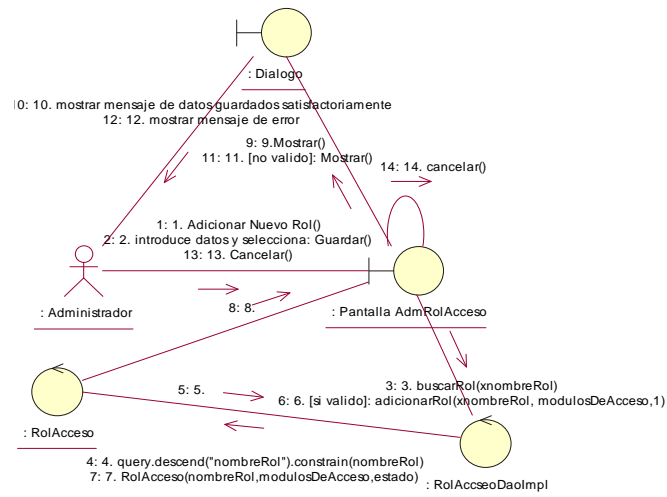 : Dialogo
10: 10. mostrar mensaje de datos guardados satisfactoriamente
12: 12. mostrar mensaje de error
9: 9.Mostrar()
11: 11. [no valido]: Mostrar()
14: 14. cancelar()
1: 1. Adicionar Nuevo Rol()
2: 2. introduce datos y selecciona: Guardar()
13: 13. Cancelar()
: Administrador
8: 8.
: Pantalla AdmRolAcceso
3: 3. buscarRol(xnombreRol)
5: 5.
6: 6. [si valido]: adicionarRol(xnombreRol, modulosDeAcceso,1)
: RolAcceso
4: 4. query.descend("nombreRol").constrain(nombreRol)
7: 7. RolAcceso(nombreRol,modulosDeAcceso,estado)
: RolAccseoDaoImpl